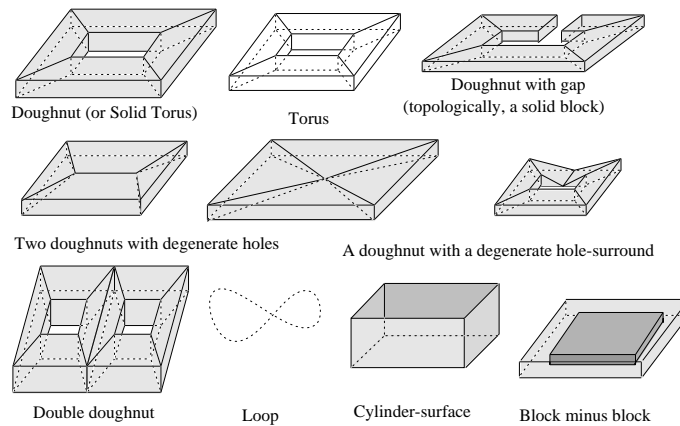 Doughnut (or Solid Torus)
Torus
Doughnut with gap
(topologically, a solid block)
Two doughnuts with degenerate holes
A doughnut with a degenerate hole-surround
Double doughnut
Loop
Cylinder-surface
Block minus block